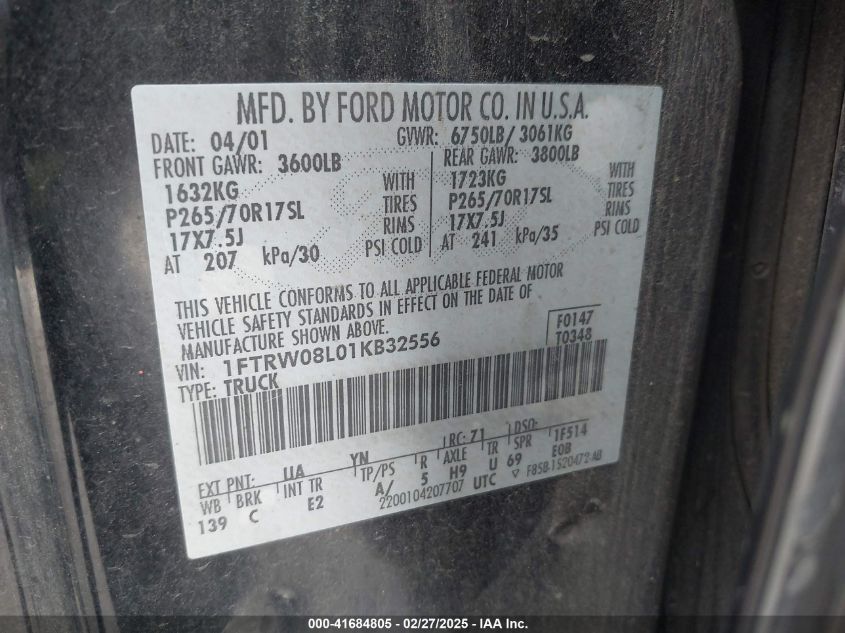 MFD. BY FORD MOTOR CO. IN U.S.A.
DATE: 04/01 GVWR: 6750LB/ 3061KG
FRONT GAWR: 3600LB REAR GAWR: 3800LB
1632KG WITH 1723KG WITH
P265/70R17SL TIRES P265/70R17SL TIRES
17X7.5J RIMS 17X7.5J RIMS
AT 207 kPa/30 PSI COLD AT 241 kPa/35 PSI COLD
THIS VEHICLE CONFORMS TO ALL APPLICABLE FEDERAL MOTOR
VEHICLE SAFETY STANDARDS IN EFFECT ON THE DATE OF
MANUFACTURE SHOWN ABOVE.
F0147
VIN: 1FTRW08L01KB32556
T0348
TYPE: TRUCK
EXT PNT: UA YN RC: 71 DSO:
WB BRK INT TR TP/PS R AXLE TR SPR 1F514
139 C E2 A/ 5 H9 U 69 EOB
2200104207707 UTC F85B-1520472-AB
000-41684805 - 02/27/2025 - IAA Inc.